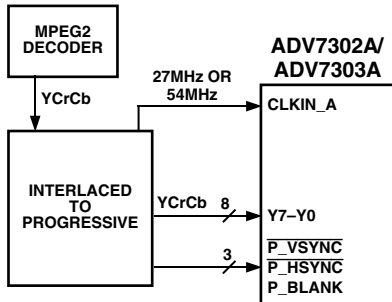 MPEG2
DECODER
YCrCb
INTERLACED
TO
PROGRESSIVE
27MHz OR
54MHz
YCrCb
8
3
ADV7302A/
ADV7303A
CLKIN_A
Y7–Y0
P_VSYNC
P_HSYNC
P_BLANK